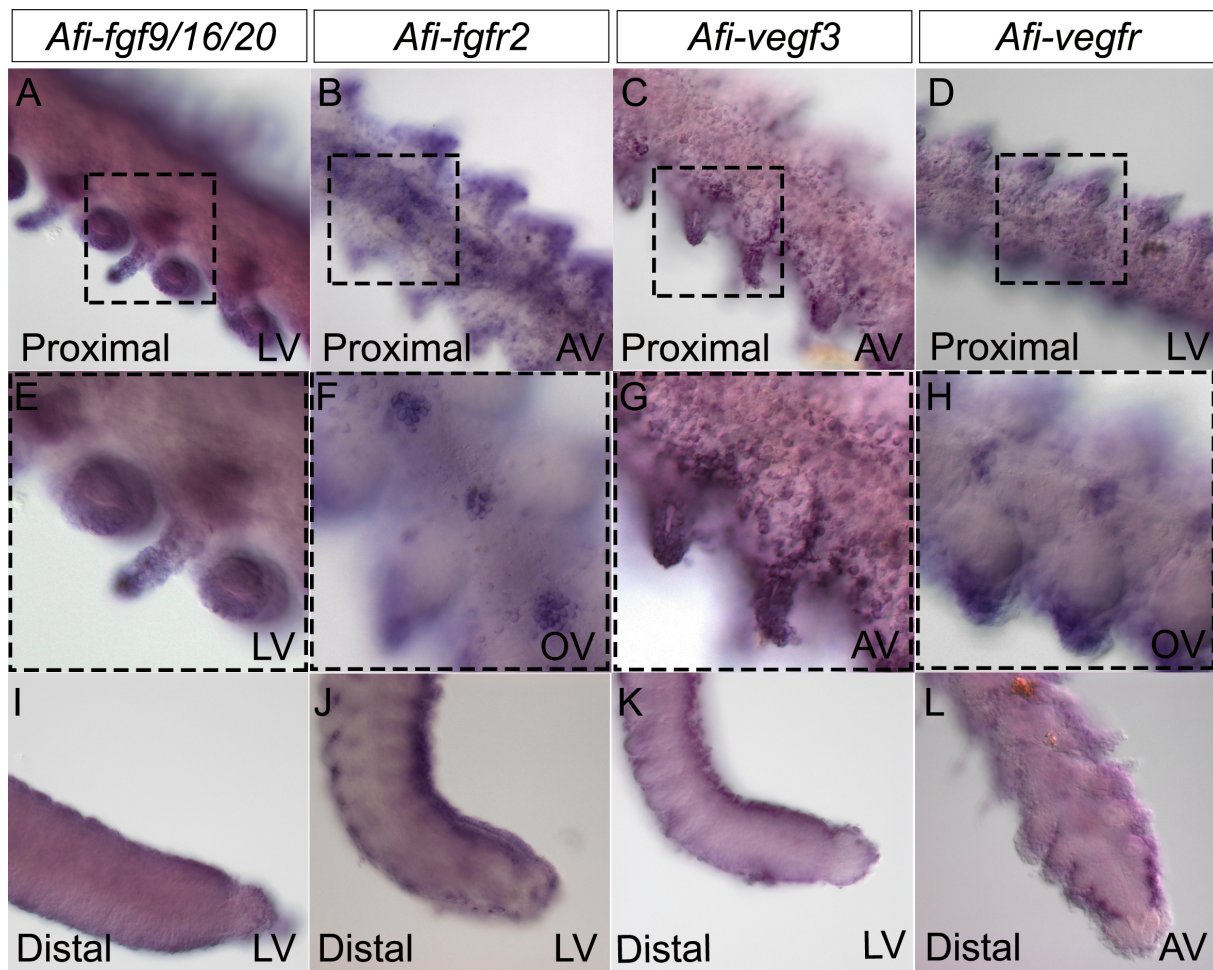 Afi-fgf9/16/20 Afi-fgfr2 Afi-vegf3 Afi-vegfr
A B C D
Proximal LV Proximal AV Proximal AV Proximal LV
E F G H
LV OV AV OV
I J K L
Distal LV Distal LV Distal LV Distal AV